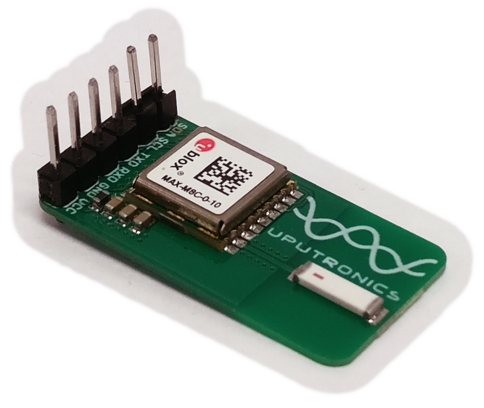 SDA
SCL
TXD
RXD
GND
VCC
u
blox®
MAX-M8C-0-10
UPUTRONICS